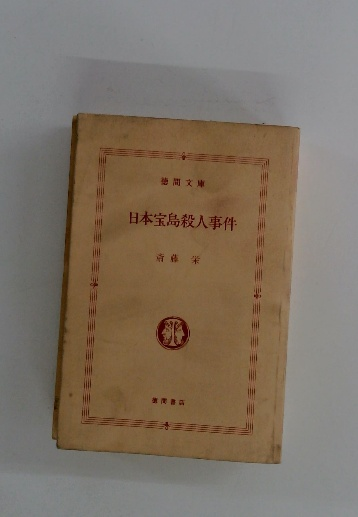 徳間文庫
日本宝島殺人事件
斎藤 栄
徳間書店